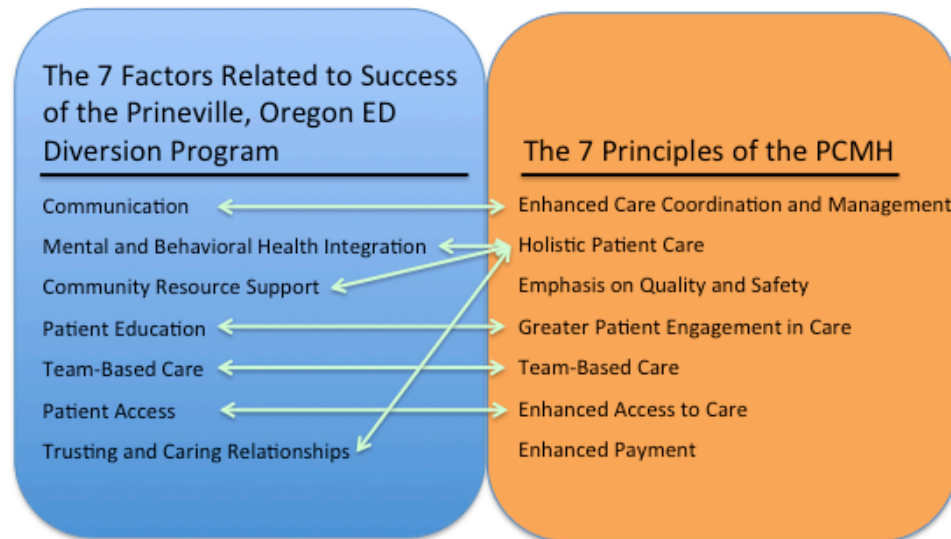 The 7 Factors Related to Success
of the Prineville, Oregon ED
Diversion Program
Communication
Mental and Behavioral Health Integration
Community Resource Support
Patient Education
Team-Based Care
Patient Access
Trusting and Caring Relationships
The 7 Principles of the PCMH
Enhanced Care Coordination and Management
Holistic Patient Care
Emphasis on Quality and Safety
Greater Patient Engagement in Care
Team-Based Care
Enhanced Access to Care
Enhanced Payment